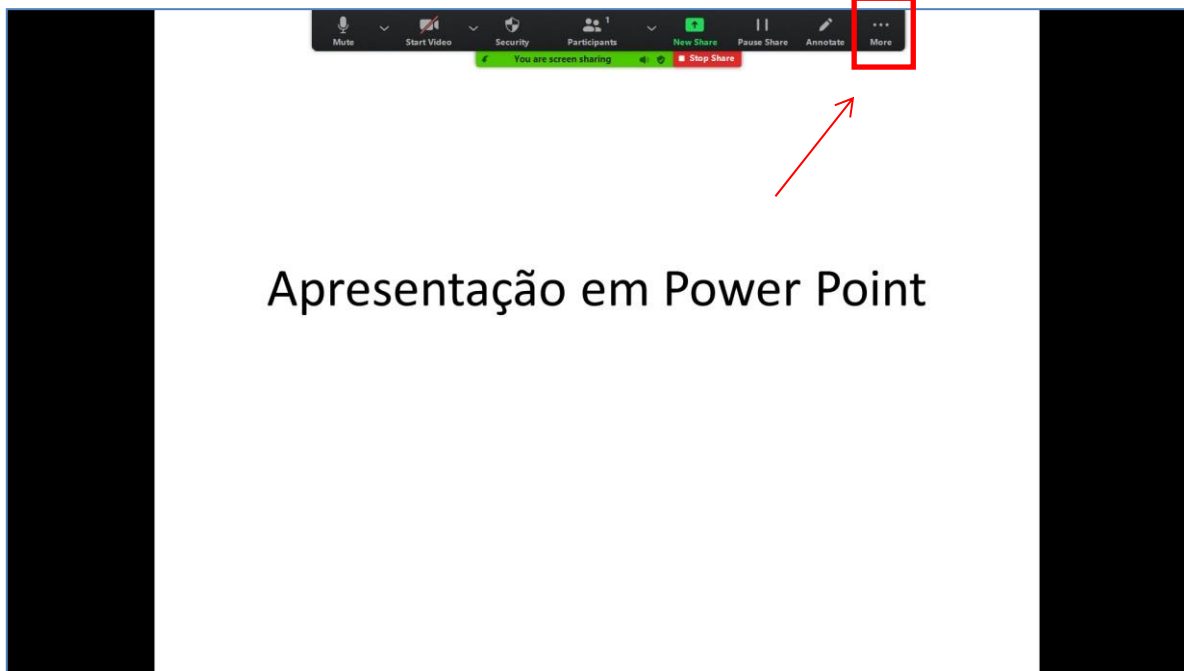 1
Mute Start Video Security Participants New Share Pause Share Annotate More
You are screen sharing Stop Share
Apresentação em Power Point